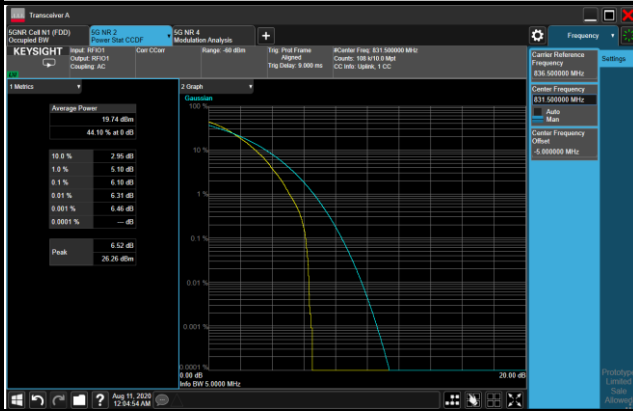 Transceiver A
5GNR Cell N1 (FDD)
Occupied BW
5G NR 2
Power Stat CCDF
5G NR 4
Modulation Analysis
Frequency
KEYSIGHT
Input: RFIO1
Output: RFIO1
Coupling: AC
Corr CCorr
Range: -60 dBm
Trig: Prot Frame
Aligned
Trig Delay: 0.000 ms
#Center Freq: 831.500000 MHz
Counts: 108 k/10.0 Mpt
CC Info: Uplink, 1 CC
Carrier Reference
Frequency
836.500000 MHz
Settings
Center Frequency
831.500000 MHz
Auto
Man
Center Frequency
Offset
-5.000000 MHz
1 Metrics
2 Graph
Average Power
19.74 dBm
44.10 % at 0 dB
10.0 % 2.95 dB
1.0 % 5.10 dB
0.1 % 6.10 dB
0.01 % 6.31 dB
0.001 % 6.46 dB
0.0001 % --- dB
Peak
6.52 dB
26.26 dBm
Gaussian
100 %
10 %
1 %
0.1 %
0.01 %
0.001 %
0.0001 %
0.00 dB
20.00 dB
Info BW 5.0000 MHz
Aug 11, 2020
12:04:54 AM
Prototype
Limited
Sale
Allowed